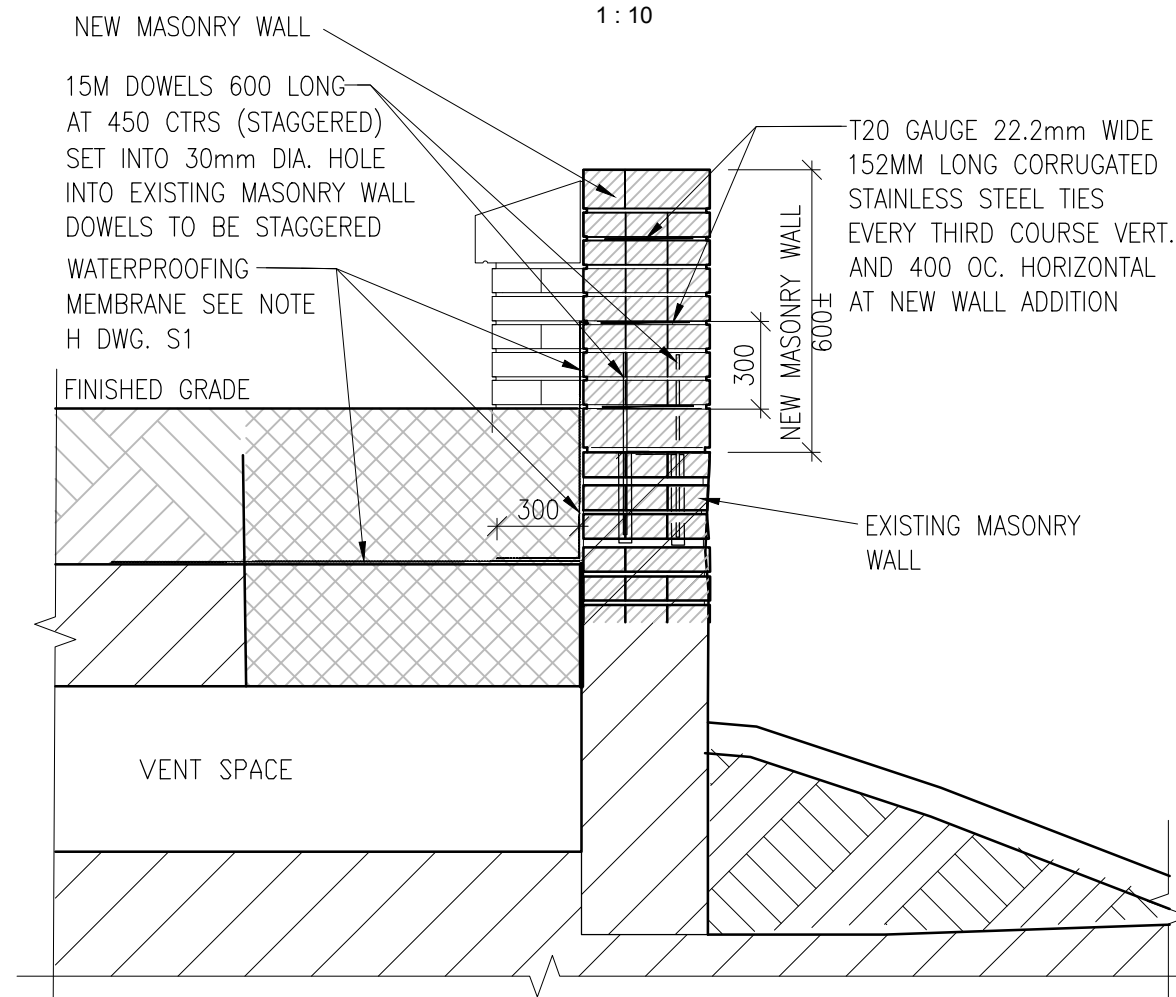 1 : 10
NEW MASONRY WALL
15M DOWELS 600 LONG
AT 450 CTRS (STAGGERED)
SET INTO 30mm DIA. HOLE
INTO EXISTING MASONRY WALL
DOWELS TO BE STAGGERED
WATERPROOFING
MEMBRANE SEE NOTE
H DWG. S1
FINISHED GRADE
T20 GAUGE 22.2mm WIDE
152MM LONG CORRUGATED
STAINLESS STEEL TIES
EVERY THIRD COURSE VERT.
AND 400 OC. HORIZONTAL
AT NEW WALL ADDITION
300
NEW MASONRY WALL
600±
300
EXISTING MASONRY
WALL
VENT SPACE